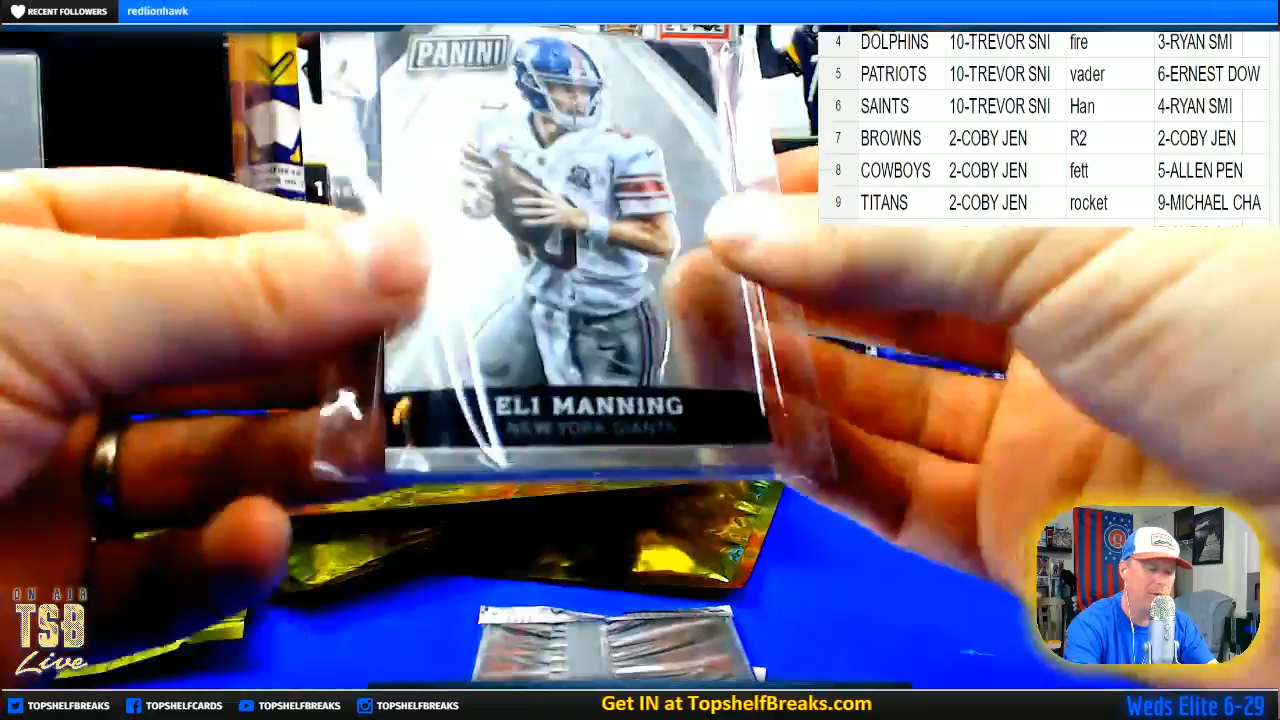 RECENT FOLLOWERS redlionhawk
4 DOLPHINS 10-TREVOR SNI fire 3-RYAN SMI
5 PATRIOTS 10-TREVOR SNI vader 6-ERNEST DOW
6 SAINTS 10-TREVOR SNI Han 4-RYAN SMI
7 BROWNS 2-COBY JEN R2 2-COBY JEN
8 COWBOYS 2-COBY JEN fett 5-ALLEN PEN
9 TITANS 2-COBY JEN rocket 9-MICHAEL CHA
PANINI
1
ELI MANNING
NEW YORK GIANTS
ON AIR
TSB
Live
TOPSHELFBREAKS TOPSHELFCARDS TOPSHELFBREAKS TOPSHELFBREAKS Get IN at TopshelfBreaks.com Weds Elite 6-29